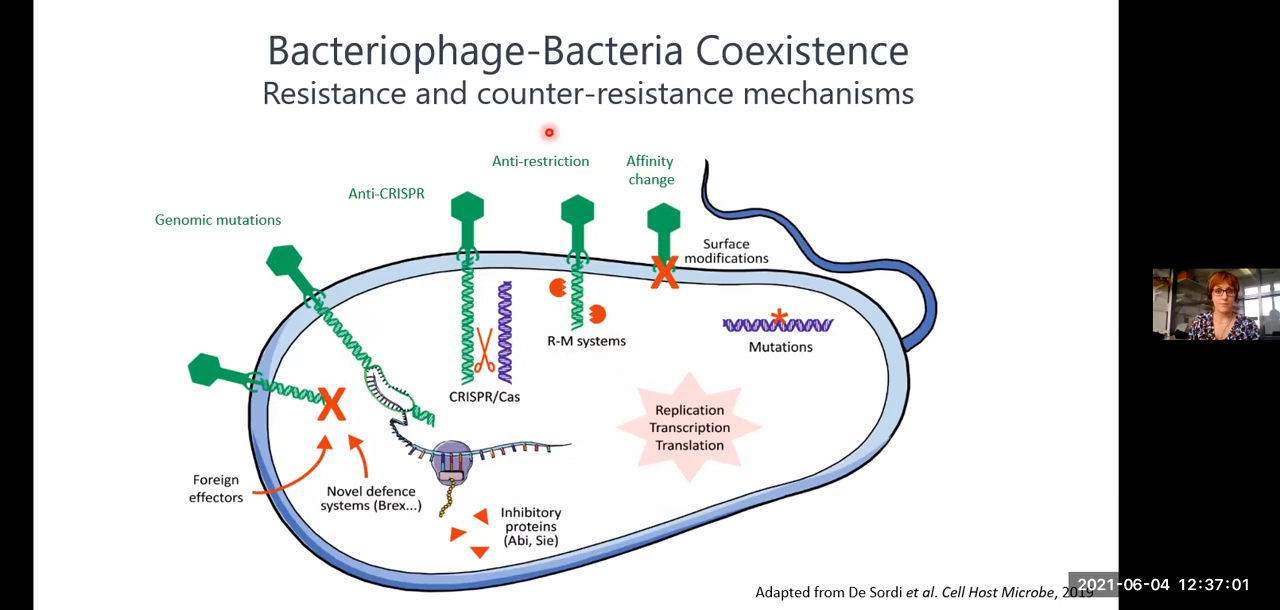 Bacteriophage-Bacteria Coexistence
Resistance and counter-resistance mechanisms
Anti-restriction
Affinity
change
Anti-CRISPR
Genomic mutations
Surface
modifications
R-M systems
Mutations
CRISPR/Cas
Replication
Transcription
Translation
Foreign
effectors
Novel defence
systems (Brex...)
Inhibitory
proteins
(Abi, Sie)
Adapted from De Sordi et al. Cell Host Microbe, 2019
2021-06-04 12:37:01